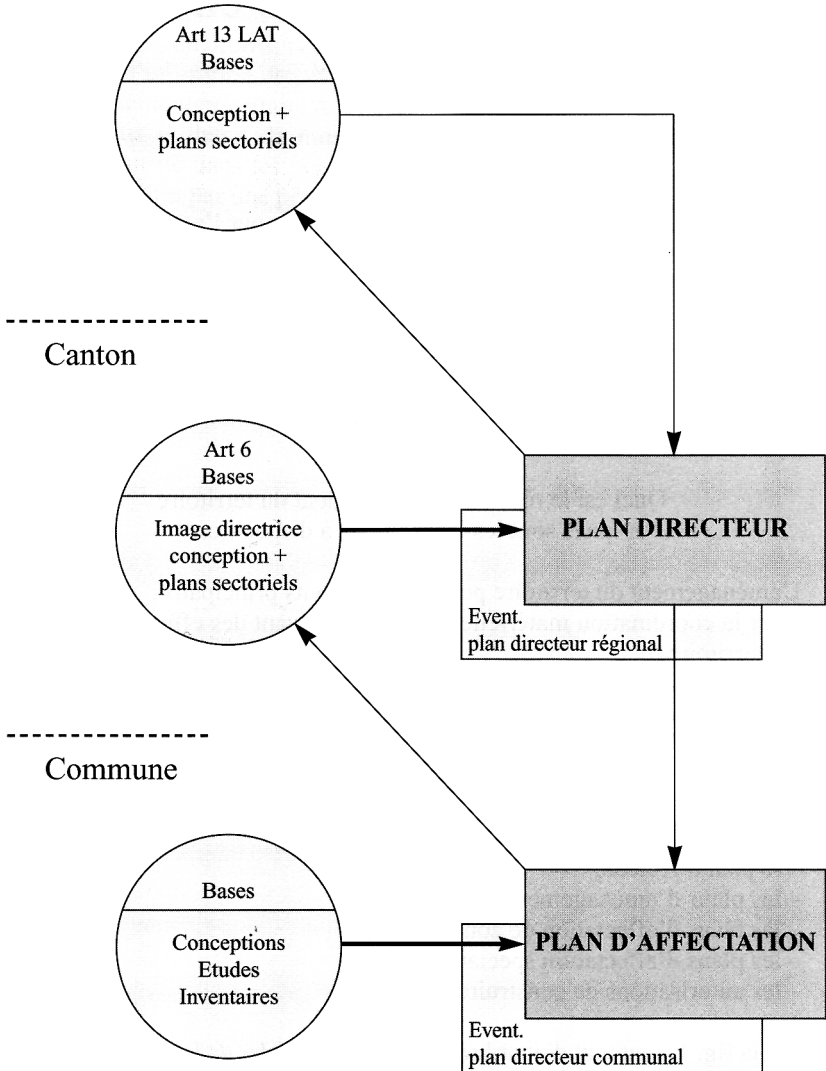 Art 13 LAT
Bases
Conception +
plans sectoriels
Canton
Art 6
Bases
Image directrice
conception +
plans sectoriels
PLAN DIRECTEUR
Event.
plan directeur régional
Commune
Bases
Conceptions
Etudes
Inventaires
PLAN D'AFFECTATION
Event.
plan directeur communal